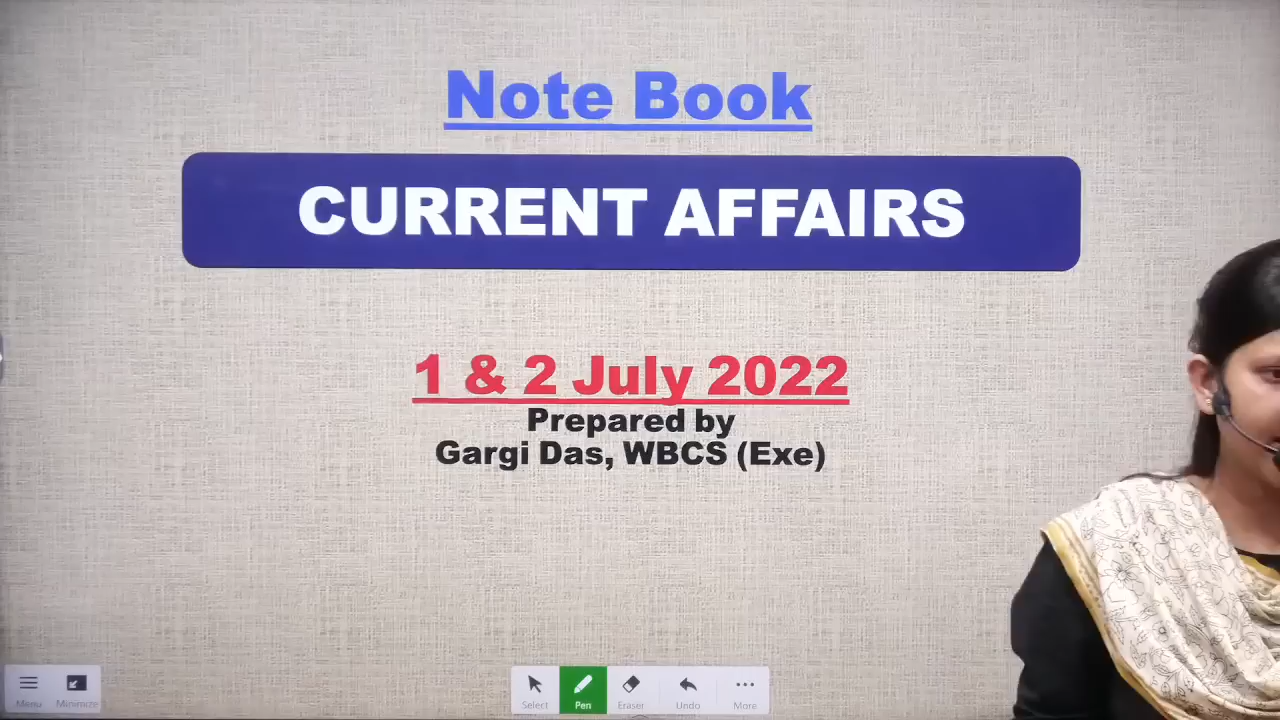 Note Book
CURRENT AFFAIRS
1 & 2 July 2022
Prepared by
Gargi Das, WBCS (Exe)
Menu
Minimize
Select
Pen
Eraser
Undo
More